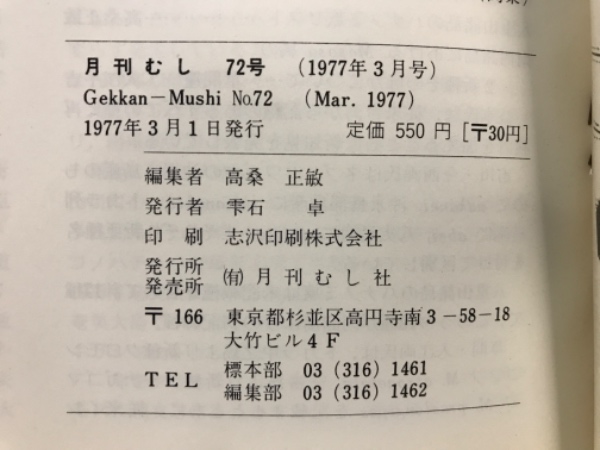 月刊むし 72号 (1977年3月号)
Gekkan-Mushi No.72 (Mar. 1977)
1977年3月1日発行 定価 550円 [〒30円]
編集者 高桑 正敏
発行者 雫石 卓
印刷 志沢印刷株式会社
発行所
発売所 ㈲月刊むし社
〒166 東京都杉並区高円寺南3-58-18
大竹ビル4F
TEL 標本部 03 (316) 1461
編集部 03 (316) 1462